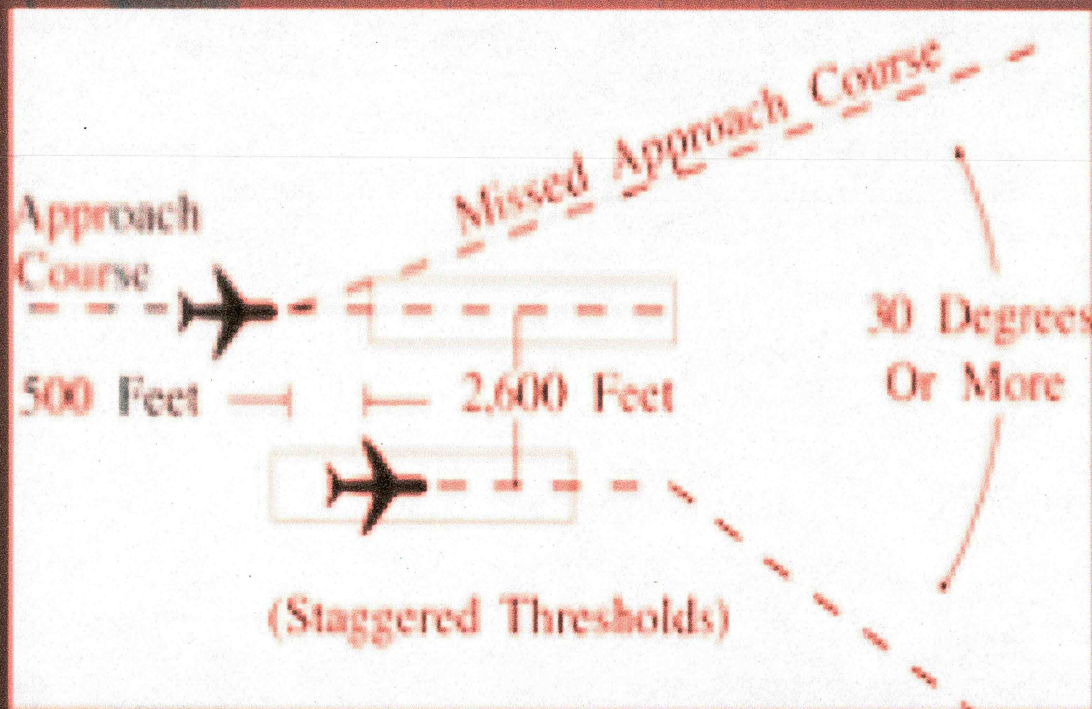 Missed Approach Course
Approach
Course
30 Degrees
Or More
500 Feet
2,600 Feet
(Staggered Thresholds)